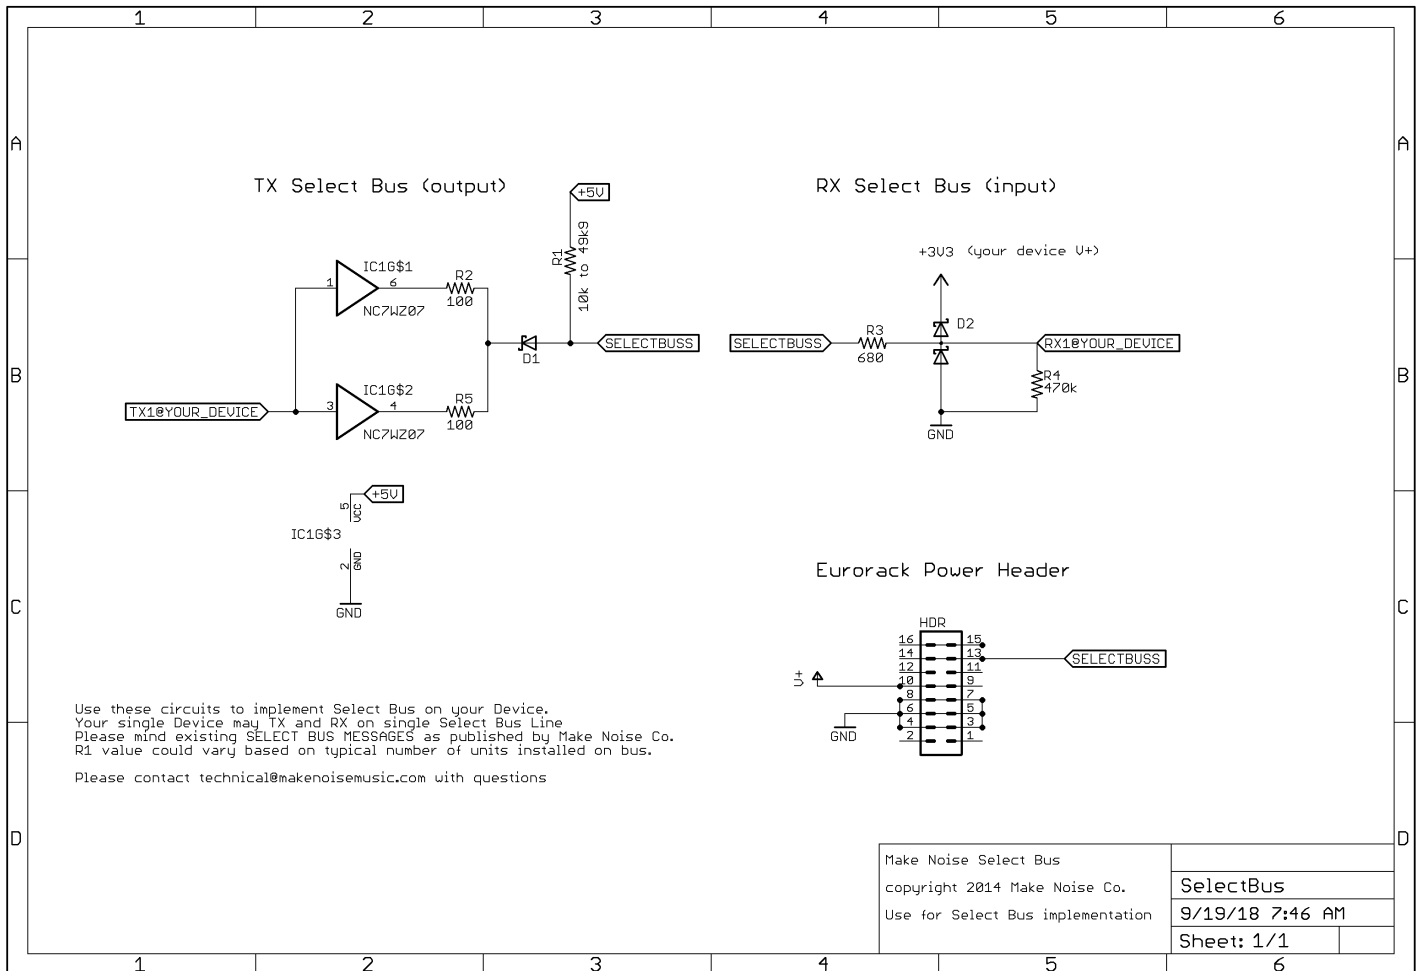 1 2 3 4 5 6
A
A
TX Select Bus (output)
RX Select Bus (input)
+5V
R1
10k to 49k9
+3V3 (your device V+)
IC1G$1
1
6
NC7WZ07
R2
100
D2
SELECTBUSS
D1
SELECTBUSS
R3
680
RX1@YOUR_DEVICE
B
B
R4
470k
IC1G$2
3
4
NC7WZ07
R5
100
TX1@YOUR_DEVICE
GND
+5V
5
VCC
IC1G$3
2
GND
GND
C
C
Eurorack Power Header
HDR
16 15
14 13
12 11
10 9
8 7
6 5
4 3
2 1
SELECTBUSS
V+
GND
Use these circuits to implement Select Bus on your Device.
Your single Device may TX and RX on single Select Bus Line
Please mind existing SELECT BUS MESSAGES as published by Make Noise Co.
R1 value could vary based on typical number of units installed on bus.
Please contact technical@makenoisemusic.com with questions
D
D
Make Noise Select Bus
copyright 2014 Make Noise Co.
Use for Select Bus implementation
SelectBus
9/19/18 7:46 AM
Sheet: 1/1
1 2 3 4 5 6